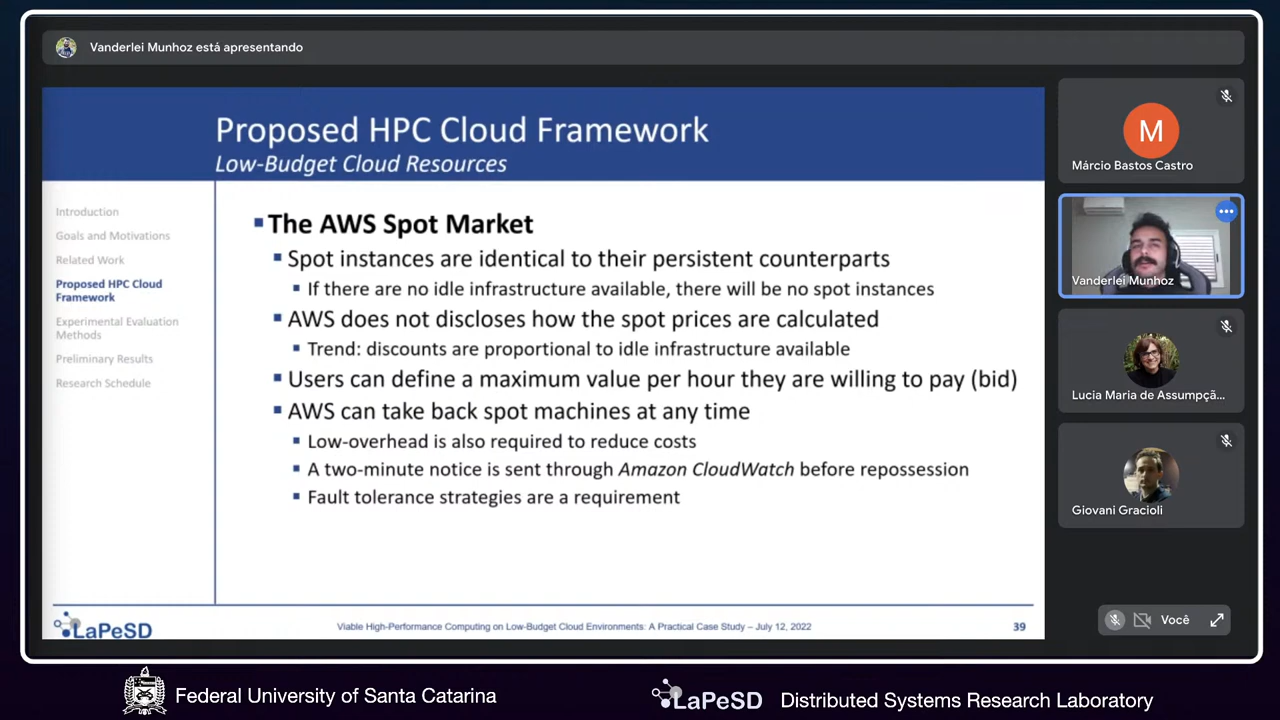 Vanderlei Munhoz está apresentando
Proposed HPC Cloud Framework
Low-Budget Cloud Resources
Introduction
Goals and Motivations
Related Work
Proposed HPC Cloud
Framework
Experimental Evaluation
Methods
Preliminary Results
Research Schedule
The AWS Spot Market
Spot instances are identical to their persistent counterparts
If there are no idle infrastructure available, there will be no spot instances
AWS does not discloses how the spot prices are calculated
Trend: discounts are proportional to idle infrastructure available
Users can define a maximum value per hour they are willing to pay (bid)
AWS can take back spot machines at any time
Low-overhead is also required to reduce costs
A two-minute notice is sent through Amazon CloudWatch before repossession
Fault tolerance strategies are a requirement
LaPeSD
Viable High-Performance Computing on Low-Budget Cloud Environments: A Practical Case Study – July 12, 2022
39
M
Márcio Bastos Castro
Vanderlei Munhoz
Lucia Maria de Assumpçã...
Giovani Gracioli
Você
Federal University of Santa Catarina
LaPeSD
Distributed Systems Research Laboratory